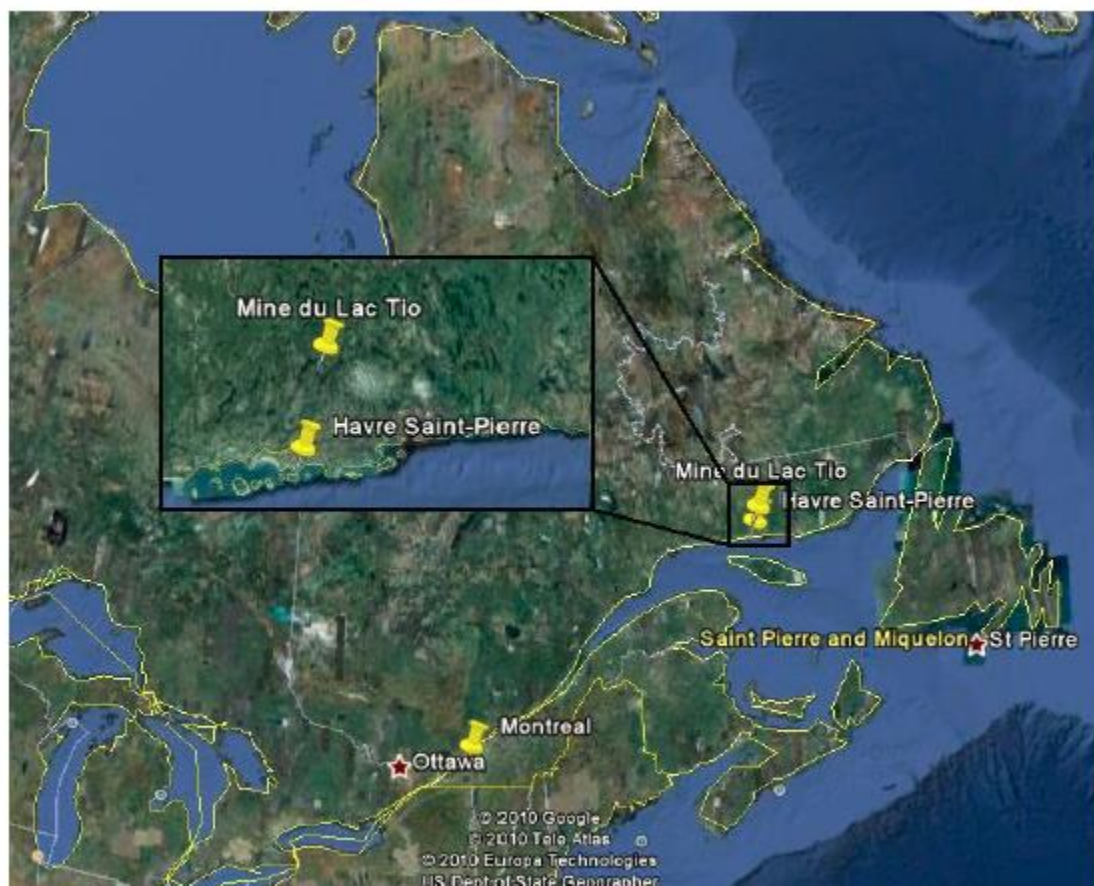 Mine du Lac Tio
Havre Saint-Pierre
Mine du Lac Tio
Havre Saint-Pierre
Saint Pierre and Miquelon
St Pierre
Montreal
Ottawa
© 2010 Google
© 2010 Tele Atlas
© 2010 Europa Technologies
US Dept of State Geographer